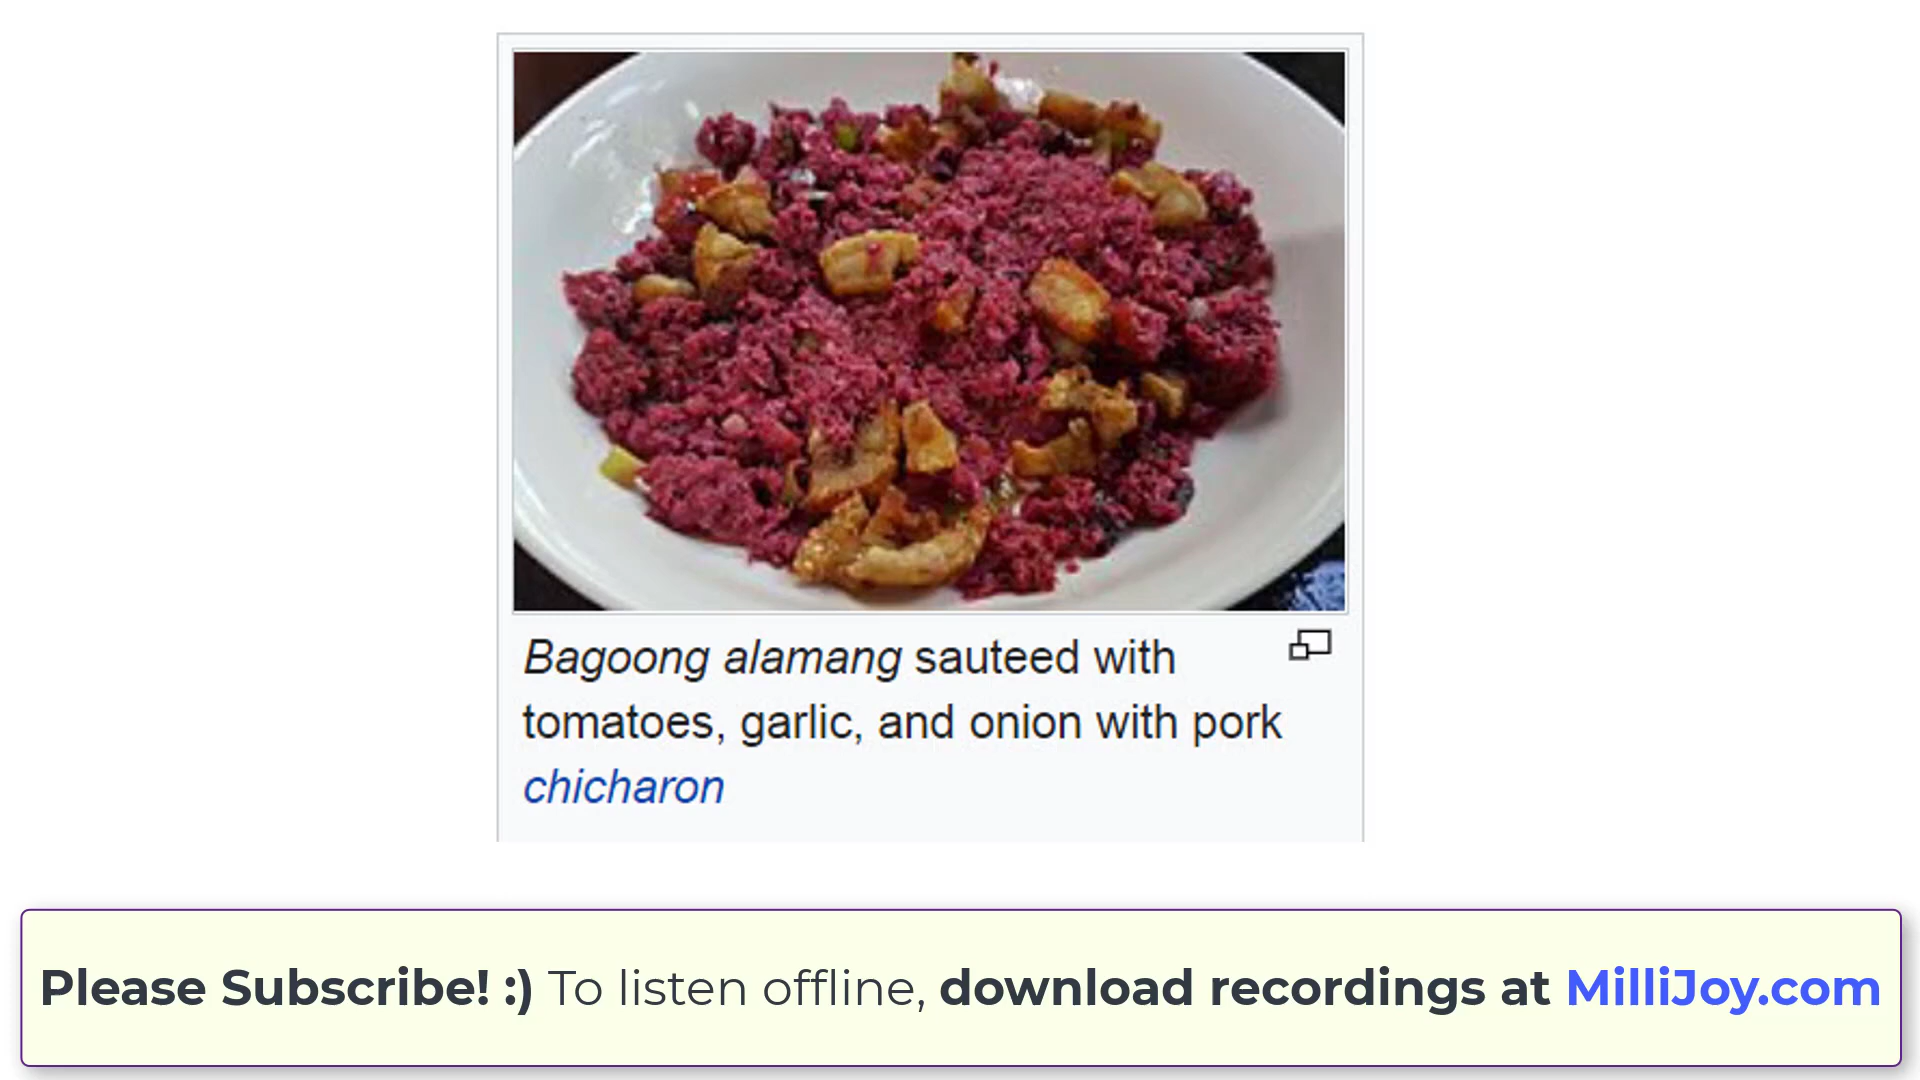 Bagoong alamang sauteed with
tomatoes, garlic, and onion with pork
chicharon
Please Subscribe! :) To listen offline, download recordings at MilliJoy.com